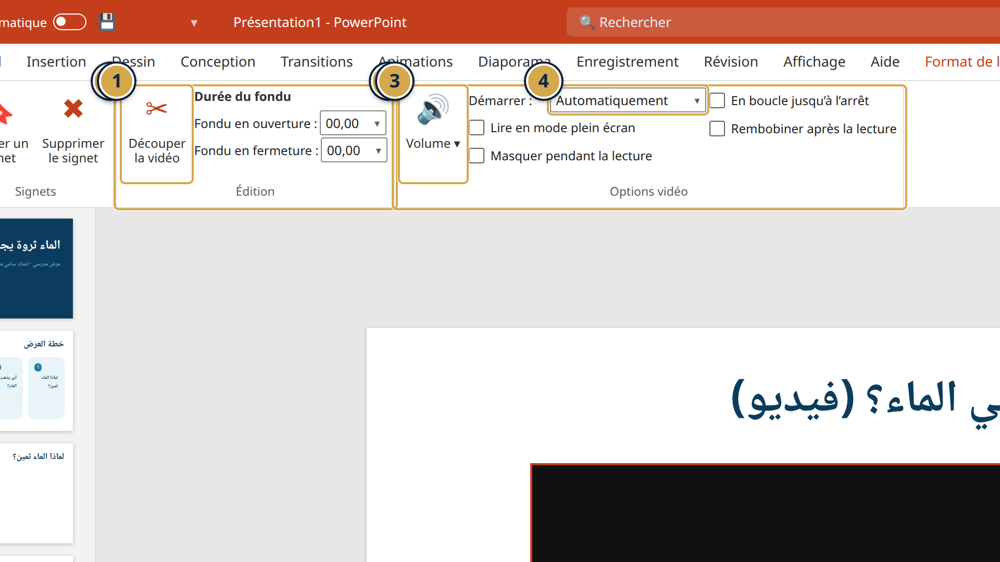 matique
Présentation1 - PowerPoint
Rechercher
Insertion Dessin Conception Transitions Animations Diaporama Enregistrement Révision Affichage Aide Format de l
1
3
4
er un
net
Supprimer
le signet
Signets
Découper
la vidéo
Durée du fondu
Fondu en ouverture : 00,00
Fondu en fermeture : 00,00
Édition
Volume
Démarrer : Automatiquement
Lire en mode plein écran
Masquer pendant la lecture
En boucle jusqu’à l’arrêt
Rembobiner après la lecture
Options vidéo
الماء ثروة يج
عرض مدرسي · إعداد: سامي م
خطة العرض
1
لماذا الماء
ثمين؟
أين يذهب
الماء؟
لماذا الماء ثمين؟
ي الماء؟ (فيديو)